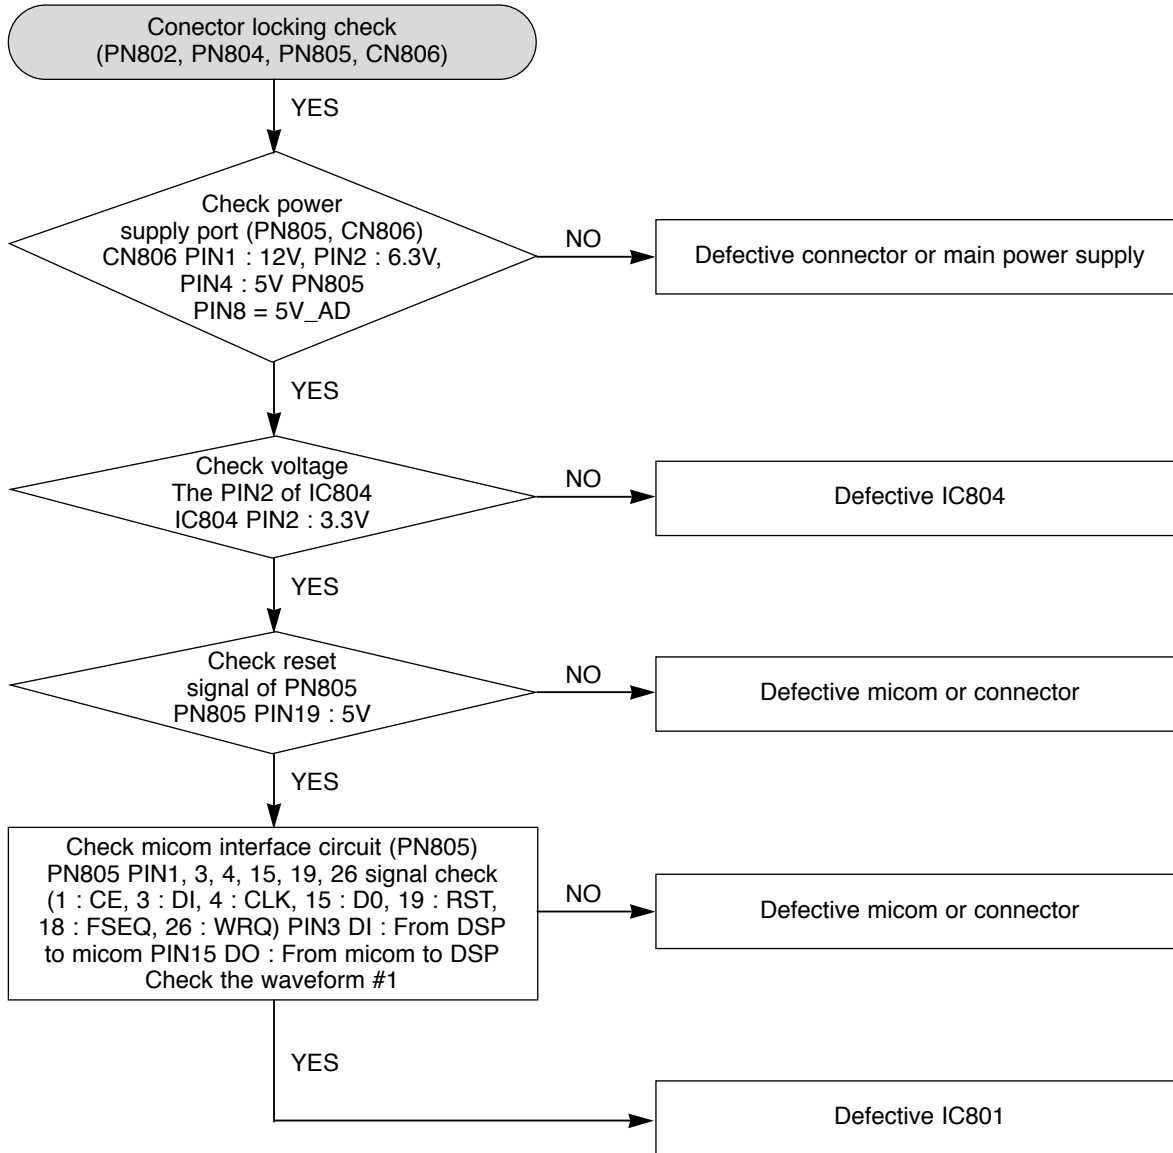 Conector locking check
(PN802, PN804, PN805, CN806)
YES
Check power
supply port (PN805, CN806)
CN806 PIN1 : 12V, PIN2 : 6.3V,
PIN4 : 5V PN805
PIN8 = 5V_AD
NO
Defective connector or main power supply
YES
Check voltage
The PIN2 of IC804
IC804 PIN2 : 3.3V
NO
Defective IC804
YES
Check reset
signal of PN805
PN805 PIN19 : 5V
NO
Defective micom or connector
YES
Check micom interface circuit (PN805)
PN805 PIN1, 3, 4, 15, 19, 26 signal check
(1 : CE, 3 : DI, 4 : CLK, 15 : D0, 19 : RST,
18 : FSEQ, 26 : WRQ) PIN3 DI : From DSP
to micom PIN15 DO : From micom to DSP
Check the waveform #1
NO
Defective micom or connector
YES
Defective IC801